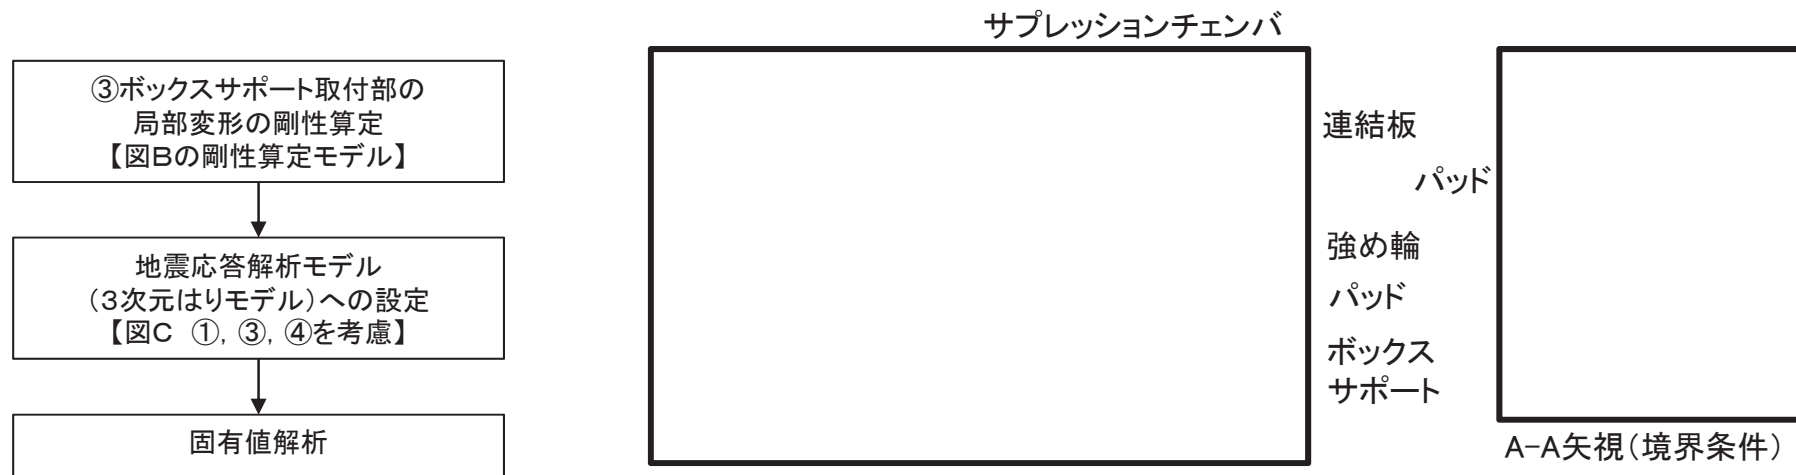 ③ボックスサポート取付部の
局部変形の剛性算定
【図Bの剛性算定モデル】
地震応答解析モデル
（3次元はりモデル）への設定
【図C　①，③，④を考慮】
固有値解析
サプレッションチェンバ
連結板
パッド
強め輪
パッド
ボックス
サポート
A-A矢視（境界条件）